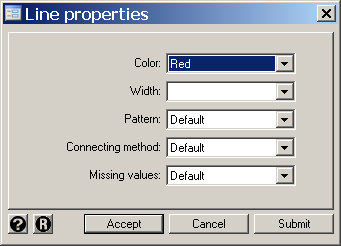 Line properties
Color: Red
Width:
Pattern: Default
Connecting method: Default
Missing values: Default
? R Accept Cancel Submit